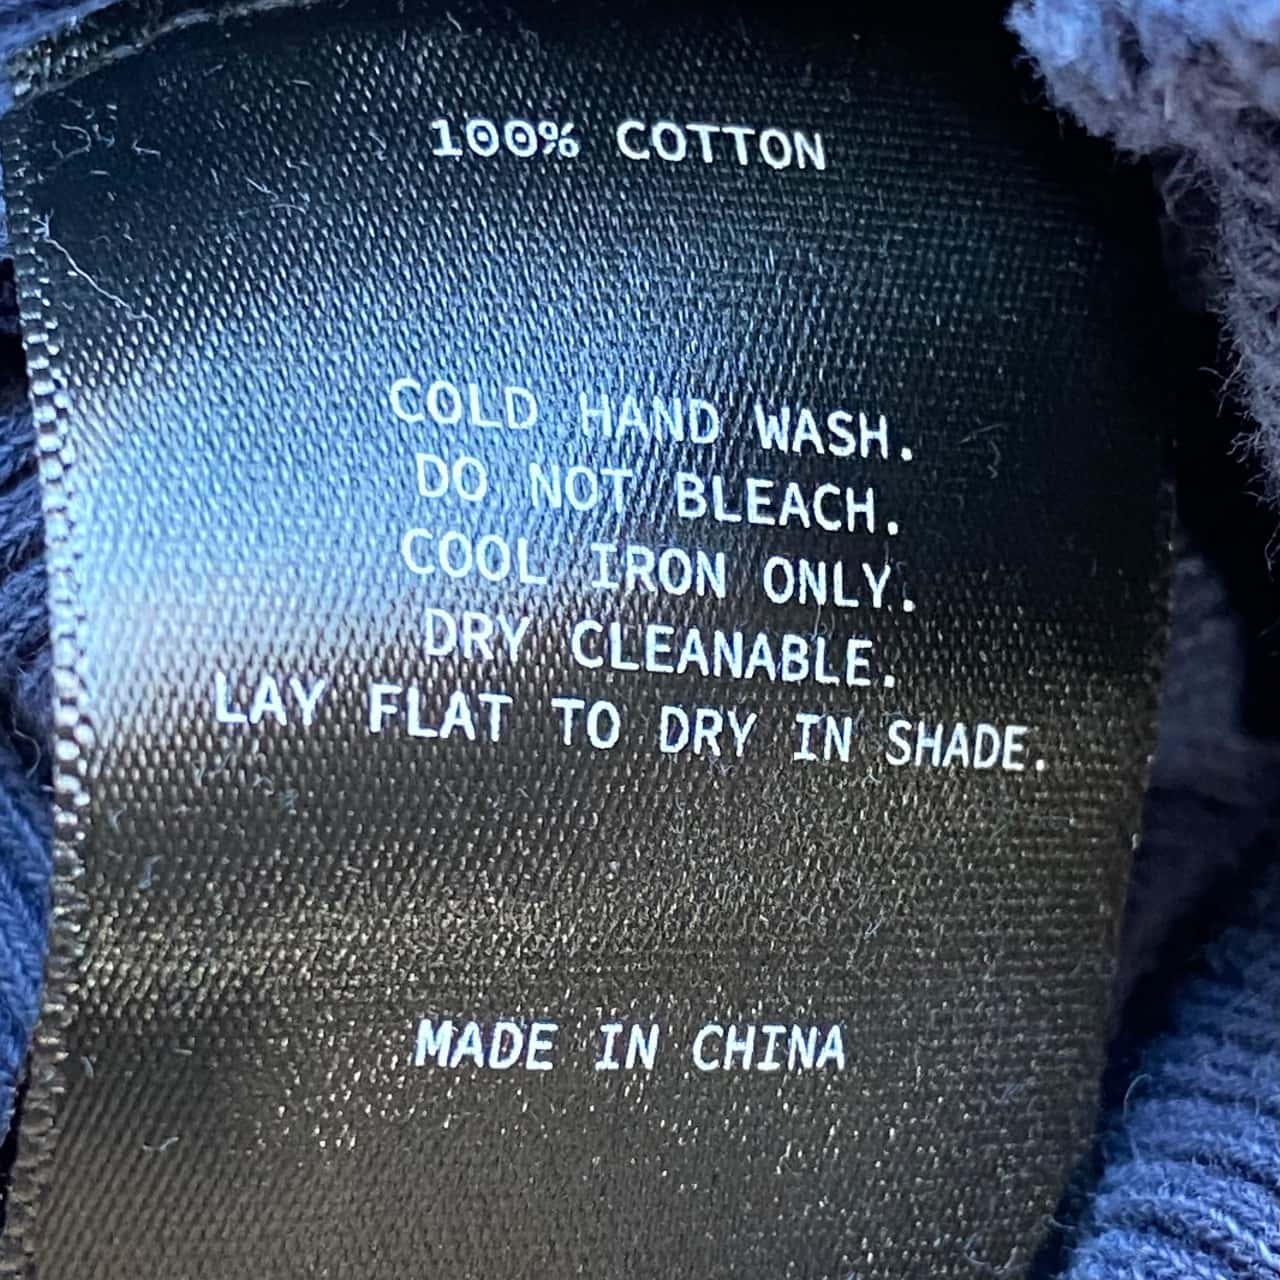 100% COTTON
COLD HAND WASH.
DO NOT BLEACH.
COOL IRON ONLY.
DRY CLEANABLE.
LAY FLAT TO DRY IN SHADE.
MADE IN CHINA